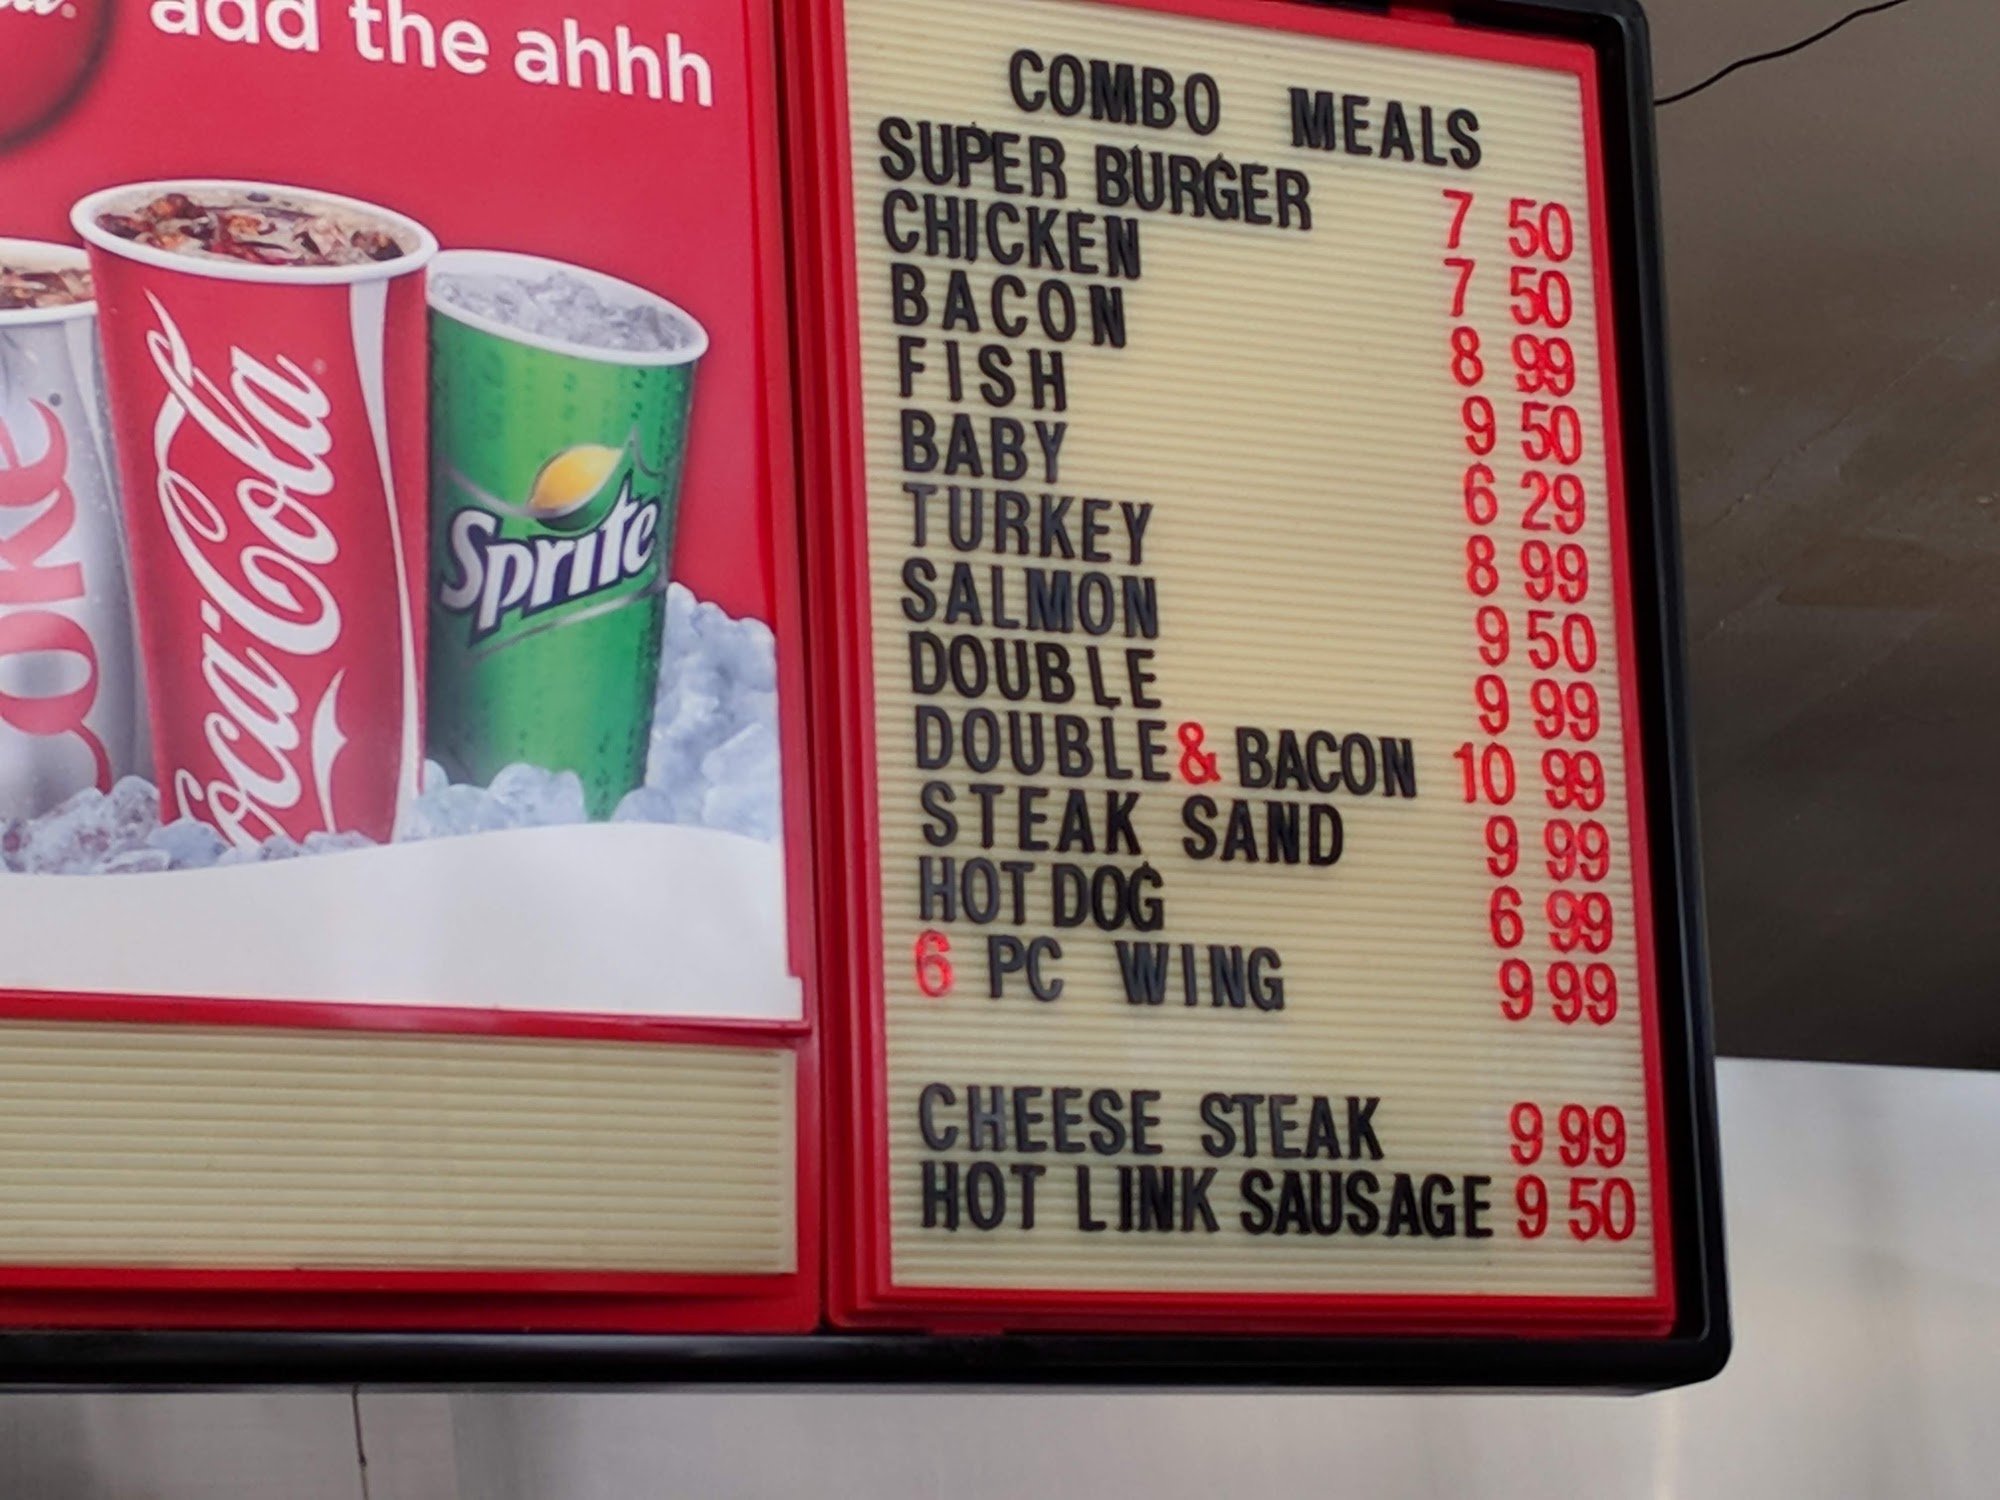 add the ahhh
oke
Coca-Cola
Sprite
COMBO MEALS
SUPER BURGER 7 50
CHICKEN 7 50
BACON 8 99
FISH 9 50
BABY 6 29
TURKEY 8 99
SALMON 9 50
DOUBLE 9 99
DOUBLE & BACON 10 99
STEAK SAND 9 99
HOT DOG 6 99
6 PC WING 9 99
CHEESE STEAK 9 99
HOT LINK SAUSAGE 9 50